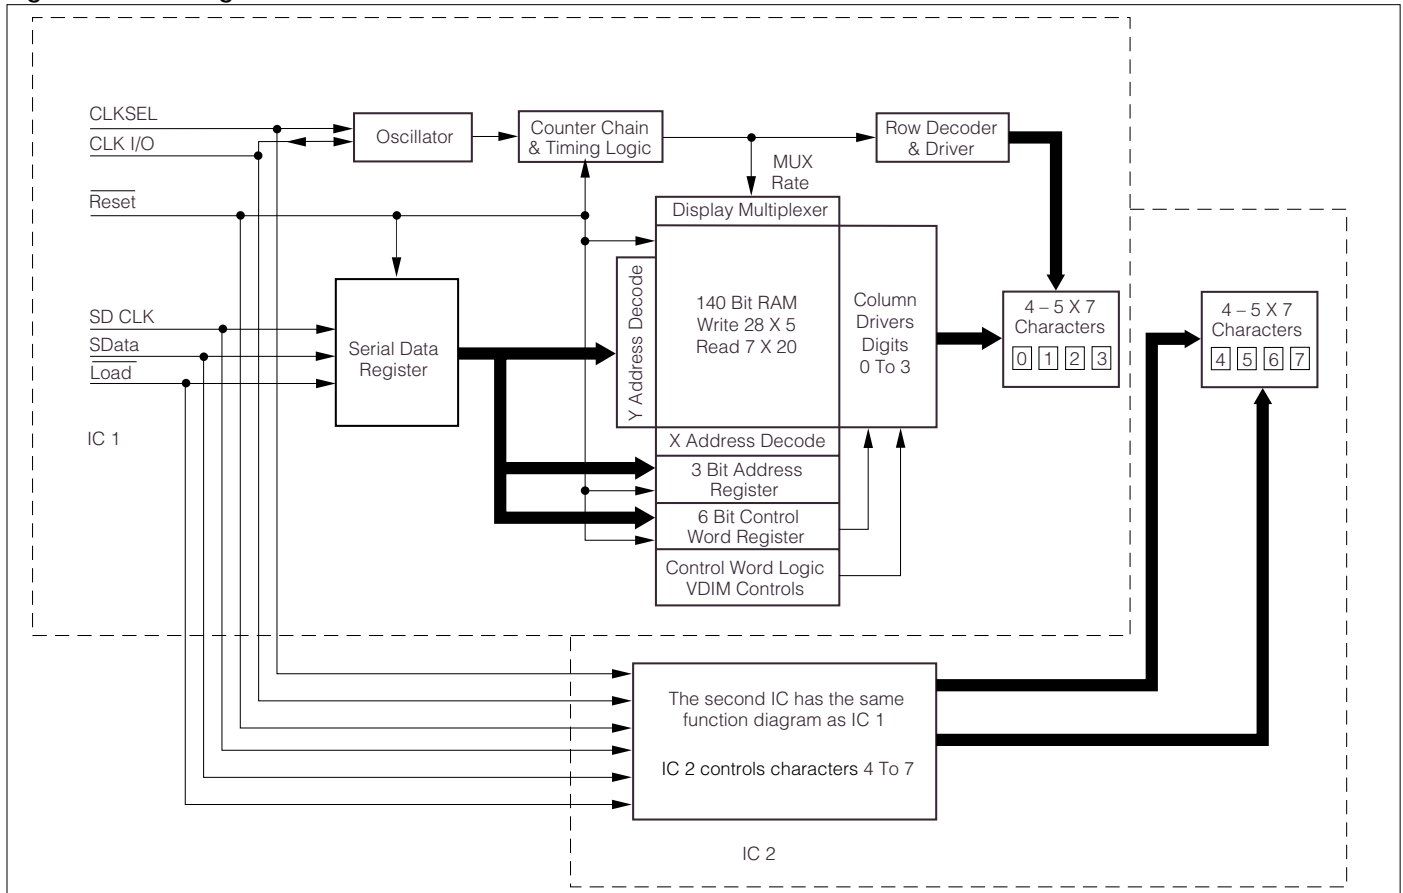 CLKSEL
CLK I/O
Reset
SD CLK
SData
Load
IC 1
Oscillator
Counter Chain
& Timing Logic
Row Decoder
& Driver
MUX
Rate
Display Multiplexer
Serial Data
Register
Y Address Decode
140 Bit RAM
Write 28 X 5
Read 7 X 20
Column
Drivers
Digits
0 To 3
4 – 5 X 7
Characters
0 1 2 3
4 – 5 X 7
Characters
4 5 6 7
X Address Decode
3 Bit Address
Register
6 Bit Control
Word Register
Control Word Logic
VDIM Controls
The second IC has the same
function diagram as IC 1
IC 2 controls characters 4 To 7
IC 2